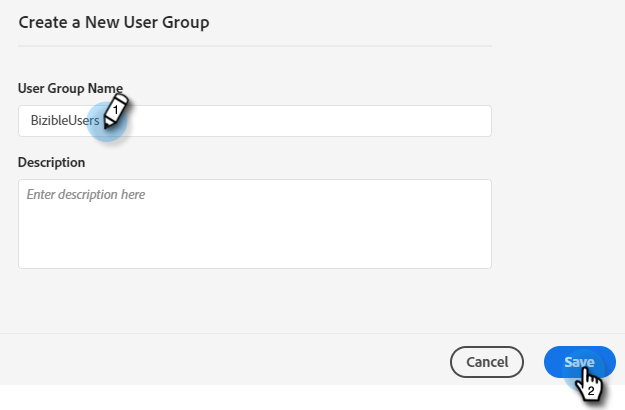 Create a New User Group
User Group Name
1
BizibleUsers
Description
Enter description here
Cancel
Save
2